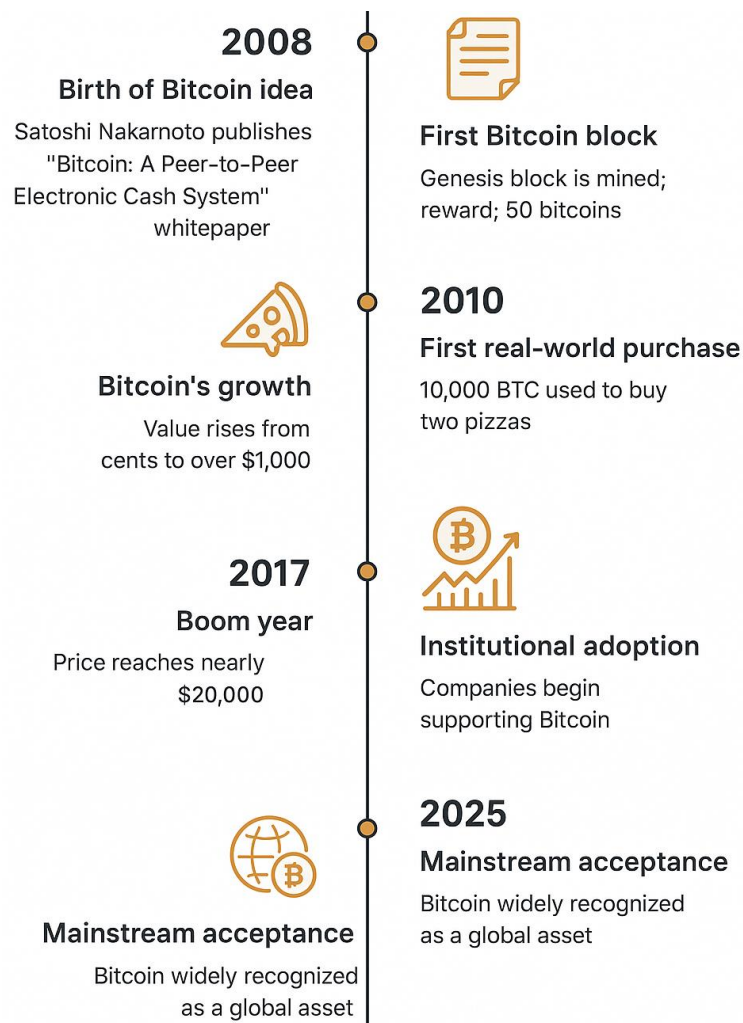 2008
Birth of Bitcoin idea
Satoshi Nakarnoto publishes
"Bitcoin: A Peer-to-Peer
Electronic Cash System"
whitepaper
First Bitcoin block
Genesis block is mined;
reward; 50 bitcoins
2010
First real-world purchase
10,000 BTC used to buy
two pizzas
Bitcoin's growth
Value rises from
cents to over $1,000
2017
Boom year
Price reaches nearly
$20,000
Institutional adoption
Companies begin
supporting Bitcoin
2025
Mainstream acceptance
Bitcoin widely recognized
as a global asset
Mainstream acceptance
Bitcoin widely recognized
as a global asset